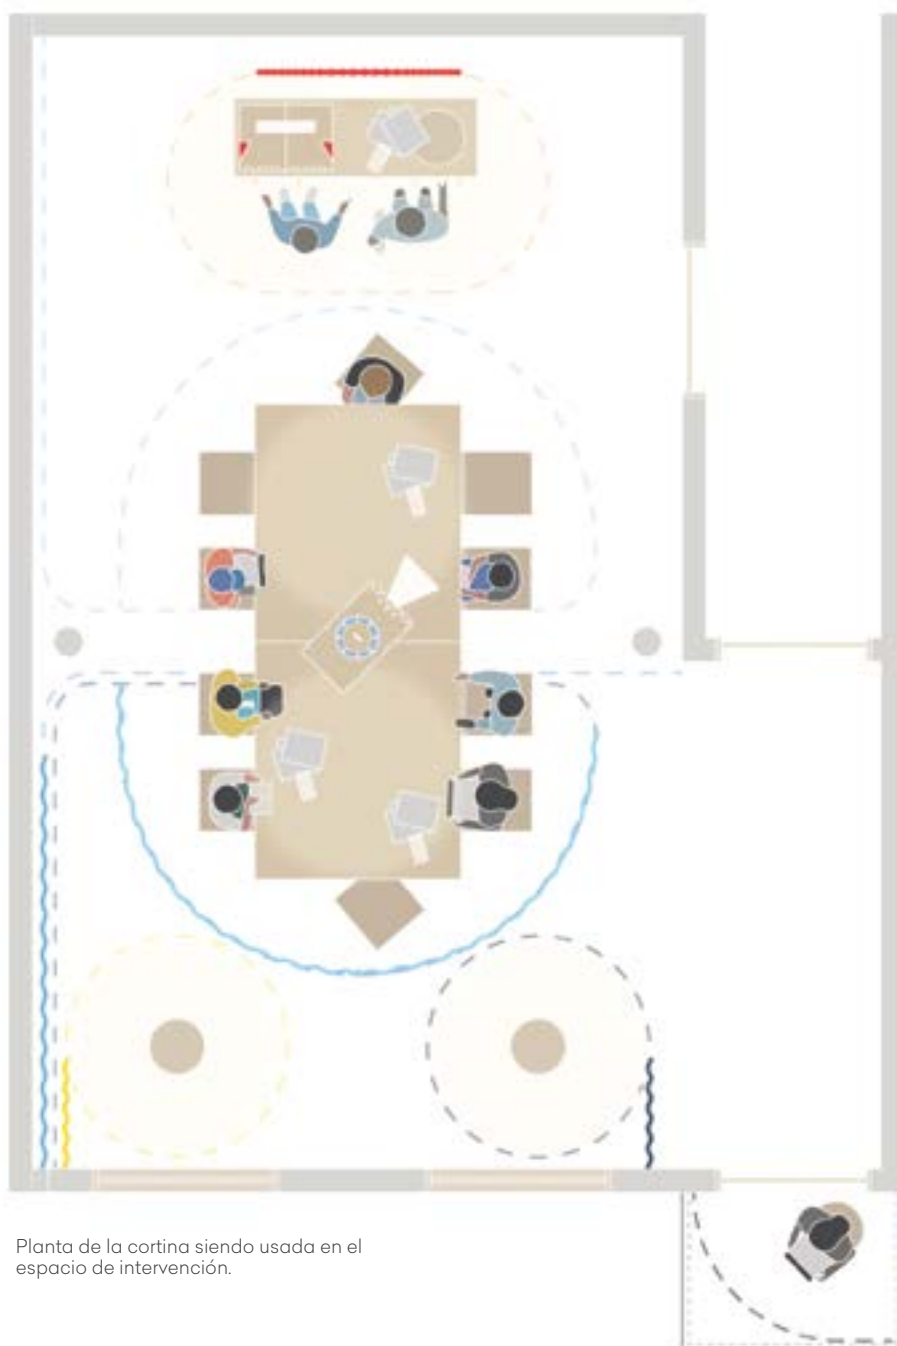 Planta de la cortina siendo usada en el
espacio de intervención.